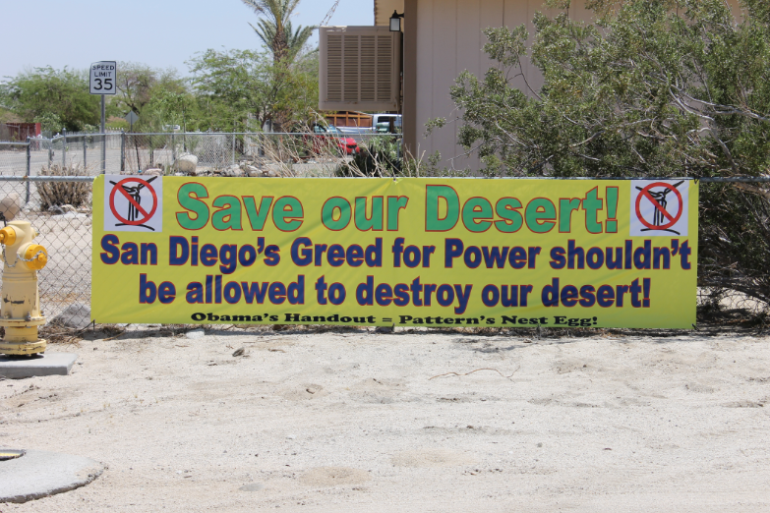 SPEED
LIMIT
35
Save our Desert!
San Diego's Greed for Power shouldn't
be allowed to destroy our desert!
Obama's Handout = Pattern's Nest Egg!